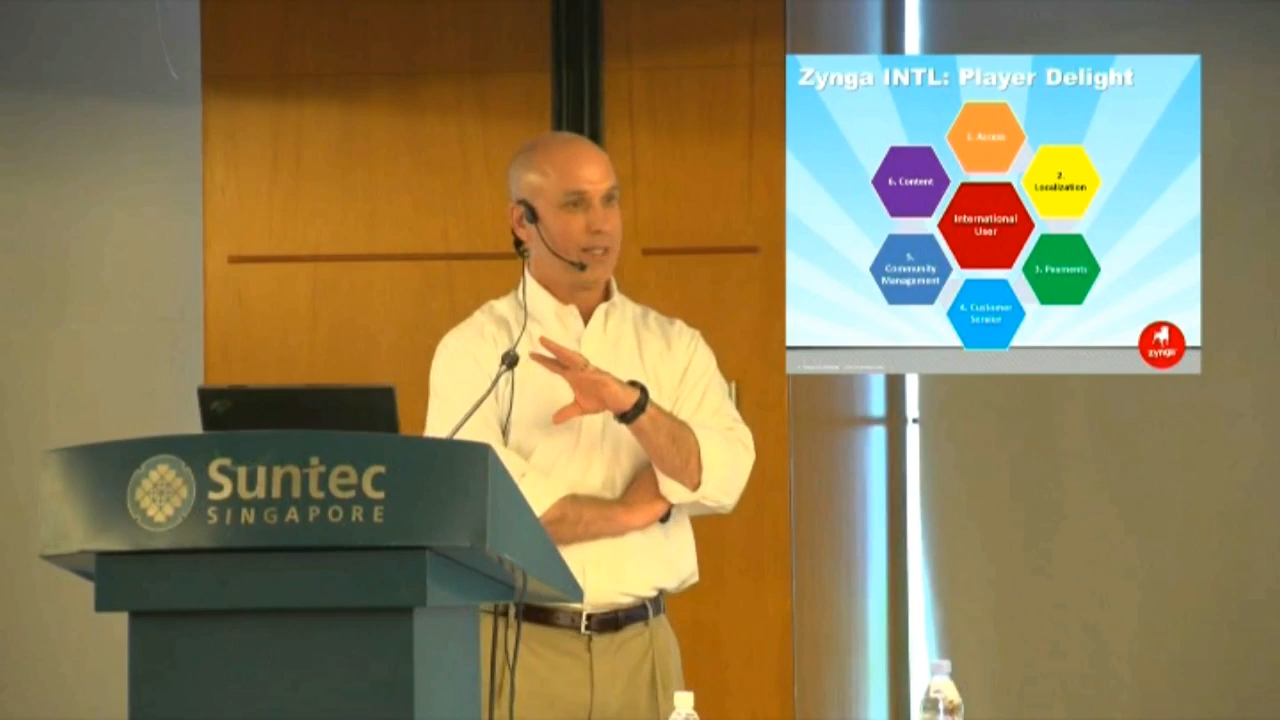 Zynga INTL: Player Delight
1. Access
6. Content
2.
Localization
International
User
5.
Community
Management
3. Payments
4. Customer
Service
zynga
Suntec
SINGAPORE